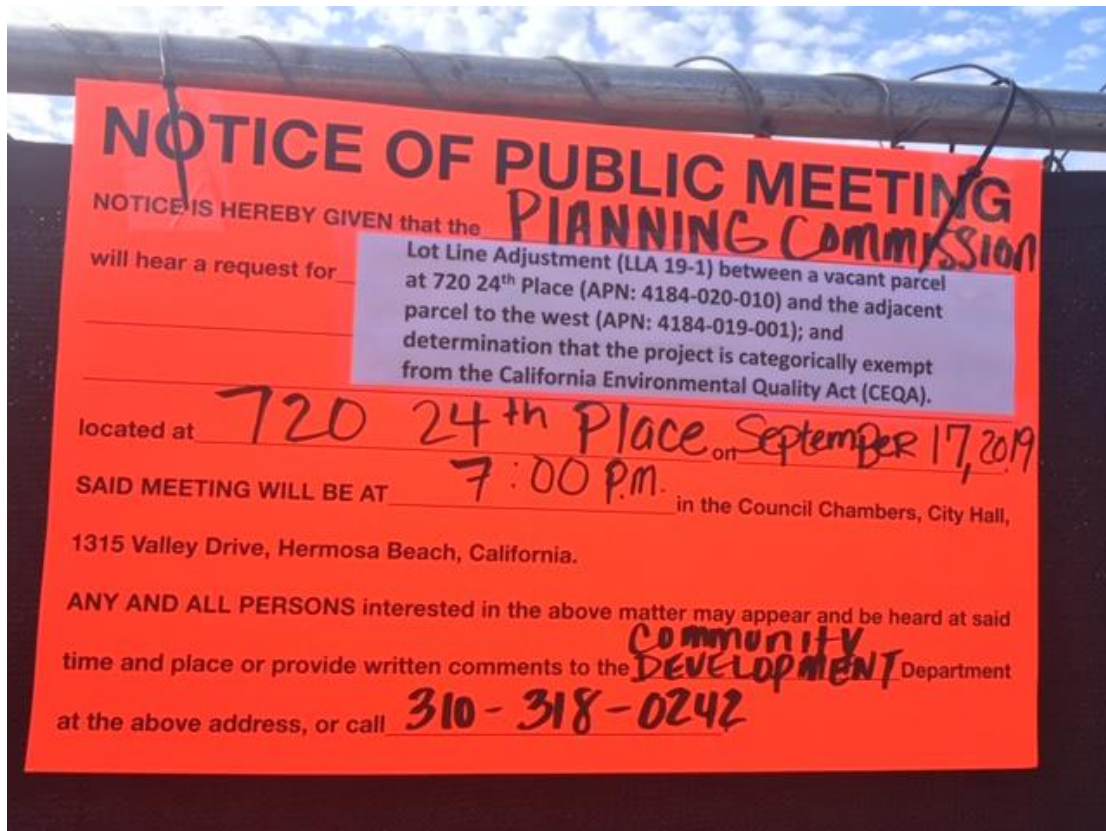 NOTICE OF PUBLIC MEETING
NOTICE IS HEREBY GIVEN that the PLANNING Commission
will hear a request for
Lot Line Adjustment (LLA 19-1) between a vacant parcel
at 720 24th Place (APN: 4184-020-010) and the adjacent
parcel to the west (APN: 4184-019-001); and
determination that the project is categorically exempt
from the California Environmental Quality Act (CEQA).
located at 720 24th Place on September 17, 2019
SAID MEETING WILL BE AT 7:00 P.M. in the Council Chambers, City Hall,
1315 Valley Drive, Hermosa Beach, California.
ANY AND ALL PERSONS interested in the above matter may appear and be heard at said
time and place or provide written comments to the Community DEVELOPMENT Department
at the above address, or call 310-318-0242